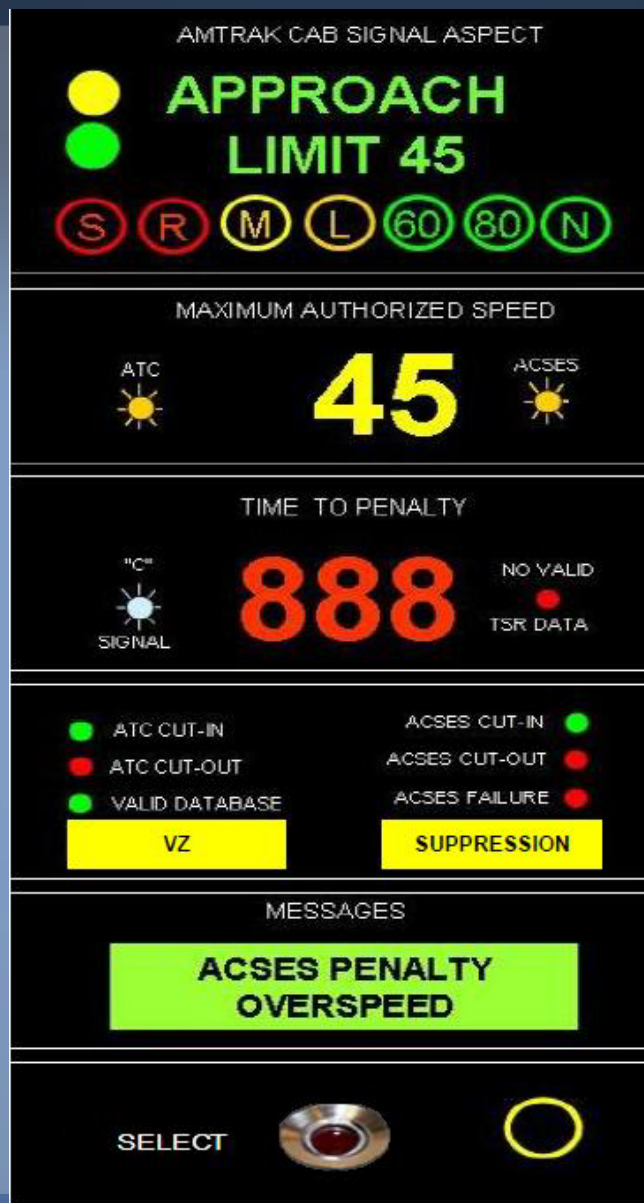 AMTRAK CAB SIGNAL ASPECT
APPROACH
LIMIT 45
S R M L 60 80 N
MAXIMUM AUTHORIZED SPEED
ATC
45
ACSES
TIME TO PENALTY
"C"
SIGNAL
888
NO VALID
TSR DATA
ATC CUT-IN
ATC CUT-OUT
VALID DATABASE
VZ
ACSES CUT-IN
ACSES CUT-OUT
ACSES FAILURE
SUPPRESSION
MESSAGES
ACSES PENALTY
OVERSPEED
SELECT